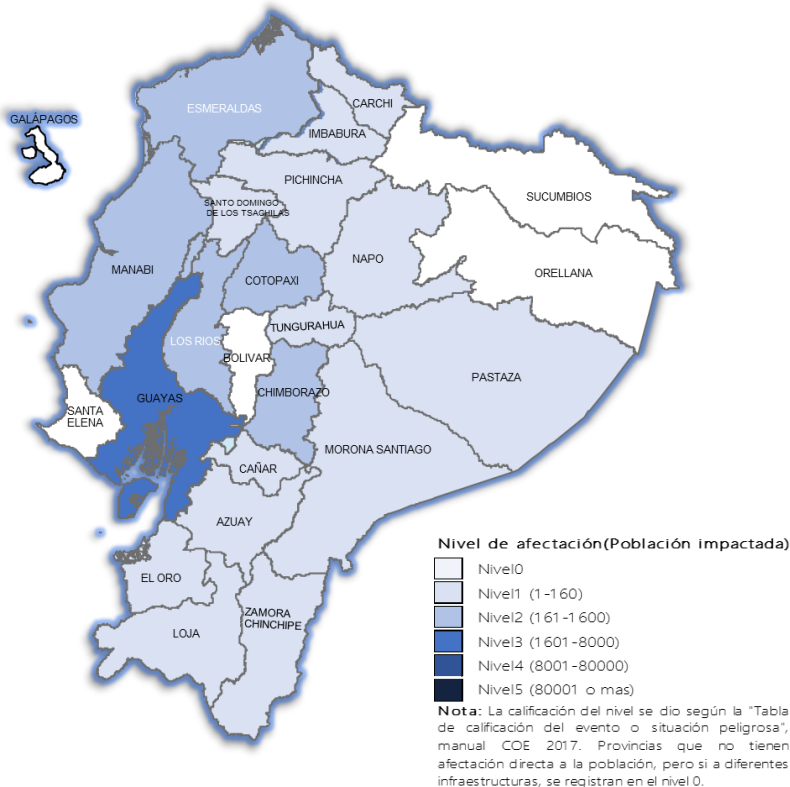 ESMERALDAS
CARCHI
GALÁPAGOS
IMBABURA
PICHINCHA
SUCUMBIOS
SANTO DOMINGO
DE LOS TSACHILAS
NAPO
MANABI
ORELLANA
COTOPAXI
TUNGURAHUA
LOS RIOS
BOLIVAR
PASTAZA
CHIMBORAZO
GUAYAS
SANTA
ELENA
MORONA SANTIAGO
CAÑAR
AZUAY
EL ORO
ZAMORA
CHINCHIPE
LOJA
Nivel de afectación(Población impactada)
Nivel0
Nivel1 (1-160)
Nivel2 (161-1600)
Nivel3 (1601-8000)
Nivel4 (8001-80000)
Nivel5 (80001 o mas)
Nota: La calificación del nivel se dio según la "Tabla
de calificación del evento o situación peligrosa",
manual COE 2017. Provincias que no tienen
afectación directa a la población, pero si a diferentes
infraestructuras, se registran en el nivel 0.